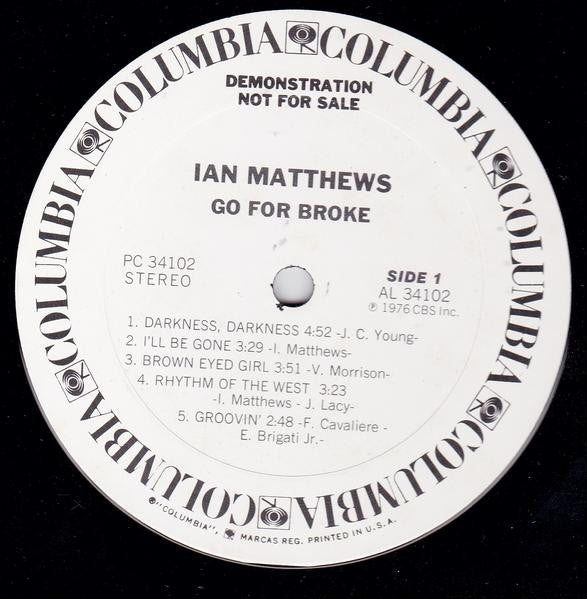 COLUMBIA COLUMBIA COLUMBIA COLUMBIA COLUMBIA COLUMBIA COLUMBIA COLUMBIA
DEMONSTRATION
NOT FOR SALE
IAN MATTHEWS
GO FOR BROKE
PC 34102
STEREO
SIDE 1
AL 34102
℗ 1976 CBS Inc.
1. DARKNESS, DARKNESS 4:52 -J. C. Young-
2. I'LL BE GONE 3:29 -I. Matthews-
3. BROWN EYED GIRL 3:51 -V. Morrison-
4. RHYTHM OF THE WEST 3:23
-I. Matthews - J. Lacy-
5. GROOVIN' 2:48 -F. Cavaliere -
E. Brigati Jr.-
® "COLUMBIA", MARCAS REG. PRINTED IN U.S.A.